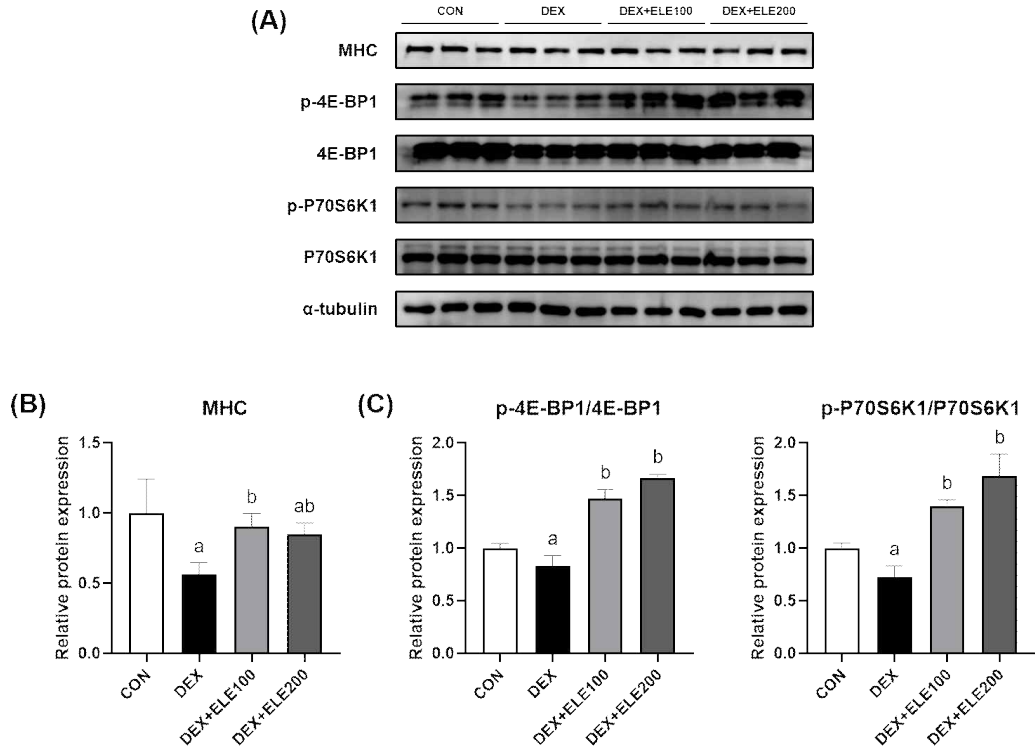 (A)
CON DEX DEX+ELE100 DEX+ELE200
MHC
p-4E-BP1
4E-BP1
p-P70S6K1
P70S6K1
α-tubulin
(B)
MHC
Relative protein expression
1.5
1.0
0.5
0.0
a
b
ab
CON
DEX
DEX+ELE100
DEX+ELE200
(C)
p-4E-BP1/4E-BP1
Relative protein expression
2.0
1.5
1.0
0.5
0.0
a
b
b
CON
DEX
DEX+ELE100
DEX+ELE200
p-P70S6K1/P70S6K1
Relative protein expression
2.0
1.5
1.0
0.5
0.0
a
b
b
CON
DEX
DEX+ELE100
DEX+ELE200